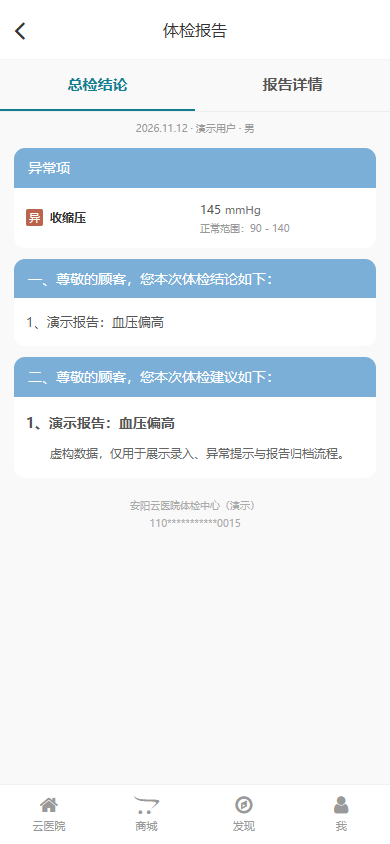 体检报告
总检结论
报告详情
2026.11.12 · 演示用户 · 男
异常项
异 收缩压
145 mmHg
正常范围：90 - 140
一、尊敬的顾客，您本次体检结论如下：
1、演示报告：血压偏高
二、尊敬的顾客，您本次体检建议如下：
1、演示报告：血压偏高
虚构数据，仅用于展示录入、异常提示与报告归档流程。
安阳云医院体检中心（演示）
110***********0015
云医院
商城
发现
我